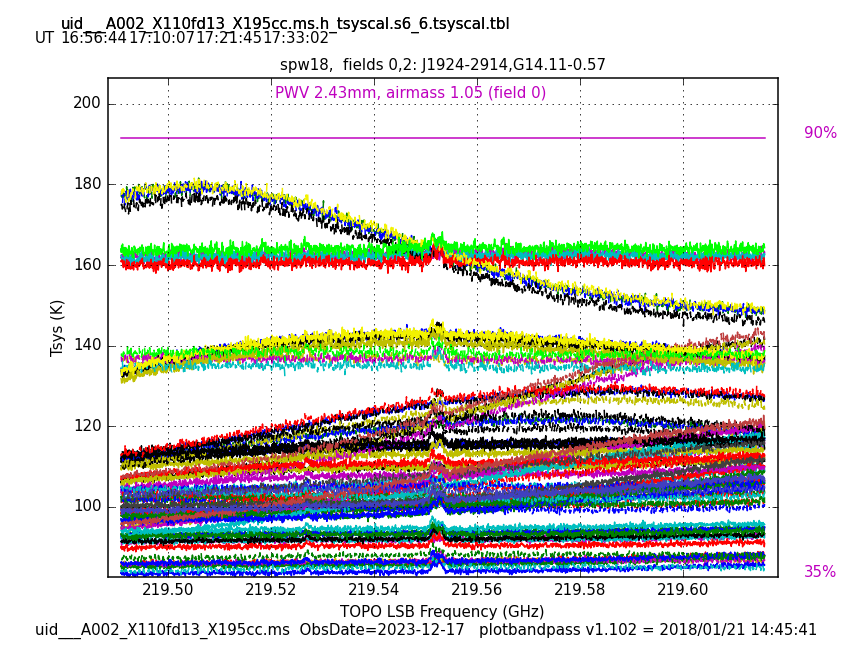 uid___A002_X110fd13_X195cc.ms.h_tsyscal.s6_6.tsyscal.tbl
UT 16:56:44 17:10:07 17:21:45 17:33:02
spw18,  fields 0,2: J1924-2914,G14.11-0.57
PWV 2.43mm, airmass 1.05 (field 0)
200
90%
180
160
Tsys (K)
140
120
100
35%
219.50 219.52 219.54 219.56 219.58 219.60
TOPO LSB Frequency (GHz)
uid___A002_X110fd13_X195cc.ms  ObsDate=2023-12-17   plotbandpass v1.102 = 2018/01/21 14:45:41